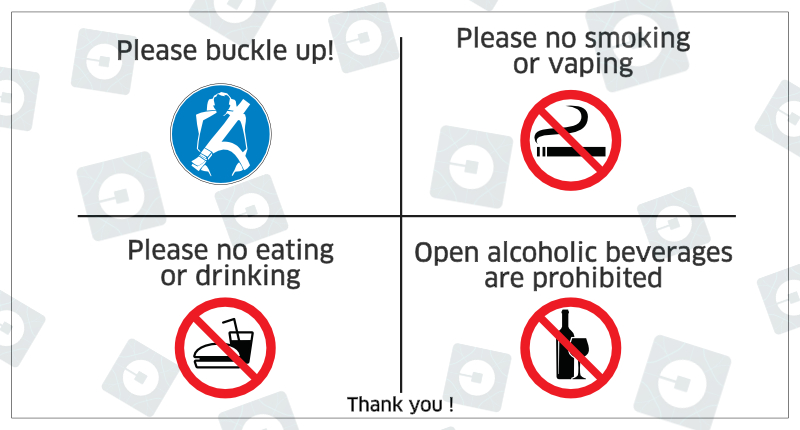 Please buckle up!
Please no smoking
or vaping
Please no eating
or drinking
Open alcoholic beverages
are prohibited
Thank you !